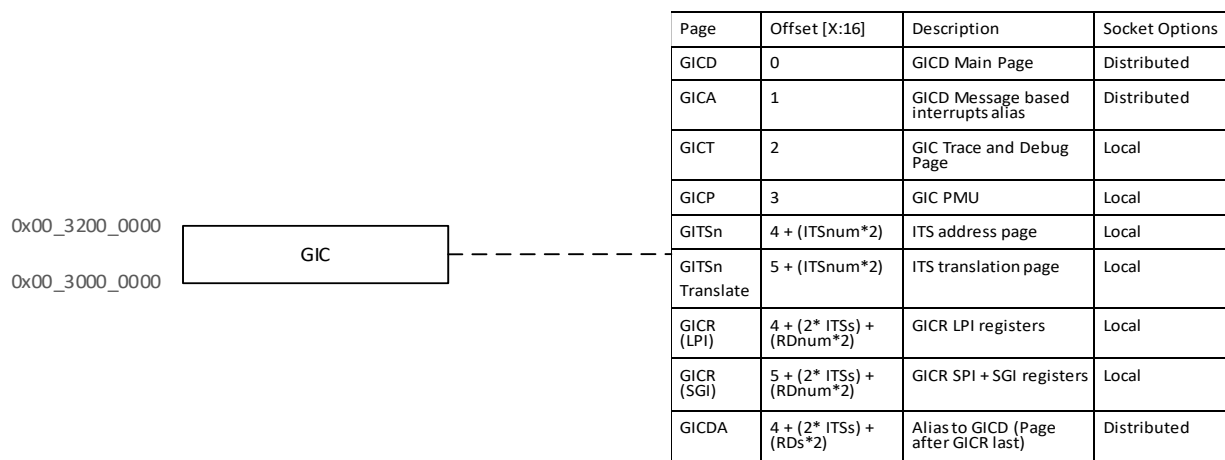 Page Offset [X:16] Description Socket Options
GICD 0 GICD Main Page Distributed
GICA 1 GICD Message based Distributed
interrupts alias
GICT 2 GIC Trace and Debug Local
Page
GICP 3 GIC PMU Local
0x00_3200_0000
GIC
0x00_3000_0000
GITSn 4 + (ITSnum*2) ITS address page Local
GITSn 5 + (ITSnum*2) ITS translation page Local
Translate
GICR 4 + (2* ITSs) + GICR LPI registers Local
(LPI) (RDnum*2)
GICR 5 + (2* ITSs) + GICR SPI + SGI registers Local
(SGI) (RDnum*2)
GICDA 4 + (2* ITSs) + Alias to GICD (Page Distributed
(RDs*2) after GICR last)